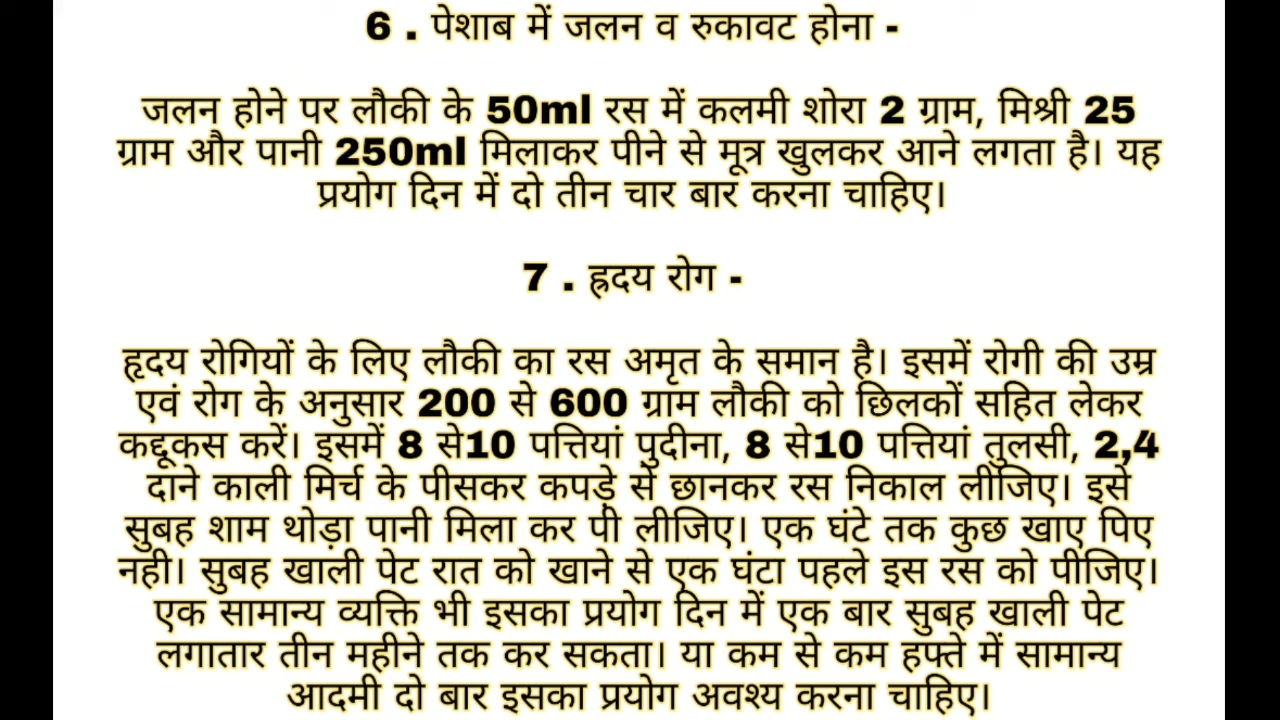 6 . पेशाब में जलन व रुकावट होना -
जलन होने पर लौकी के 50ml रस में कलमी शोरा 2 ग्राम, मिश्री 25
ग्राम और पानी 250ml मिलाकर पीने से मूत्र खुलकर आने लगता है। यह
प्रयोग दिन में दो तीन चार बार करना चाहिए।
7 . ह्रदय रोग -
हृदय रोगियों के लिए लौकी का रस अमृत के समान है। इसमें रोगी की उम्र
एवं रोग के अनुसार 200 से 600 ग्राम लौकी को छिलकों सहित लेकर
कद्दूकस करें। इसमें 8 से10 पत्तियां पुदीना, 8 से10 पत्तियां तुलसी, 2,4
दाने काली मिर्च के पीसकर कपड़े से छानकर रस निकाल लीजिए। इसे
सुबह शाम थोड़ा पानी मिला कर पी लीजिए। एक घंटे तक कुछ खाए पिए
नही। सुबह खाली पेट रात को खाने से एक घंटा पहले इस रस को पीजिए।
एक सामान्य व्यक्ति भी इसका प्रयोग दिन में एक बार सुबह खाली पेट
लगातार तीन महीने तक कर सकता। या कम से कम हफ्ते में सामान्य
आदमी दो बार इसका प्रयोग अवश्य करना चाहिए।